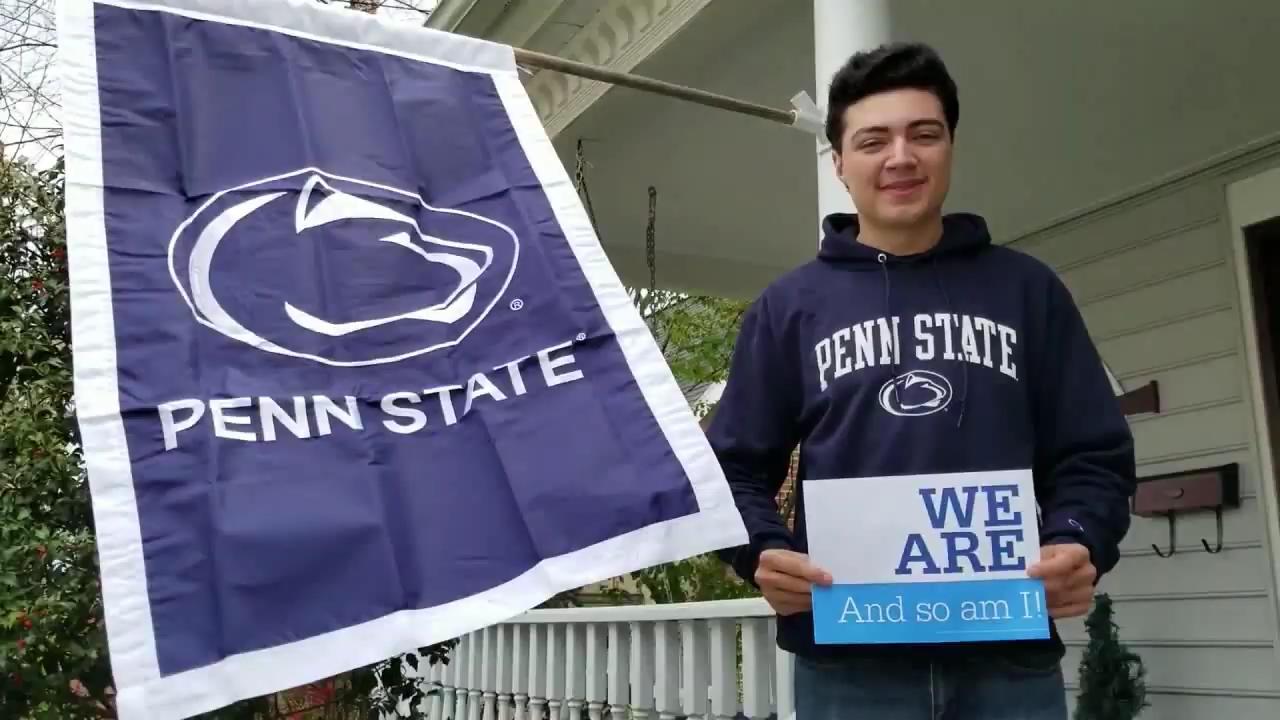 ®
PENN STATE®
PENN STATE
WE
ARE
And so am I!